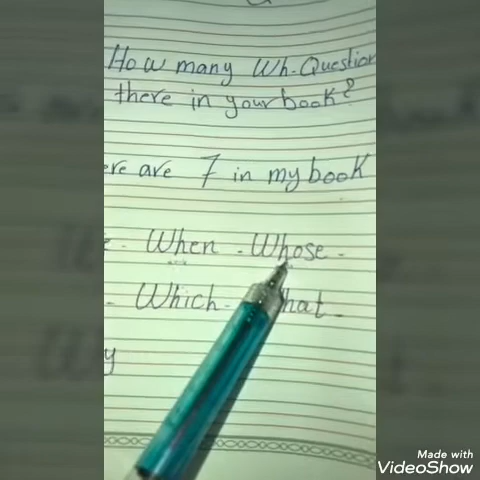 How many Wh-Question
there in your book?
ere are 7 in my book
- When - Whose -
- Which - hat -
y
Made with
VideoShow